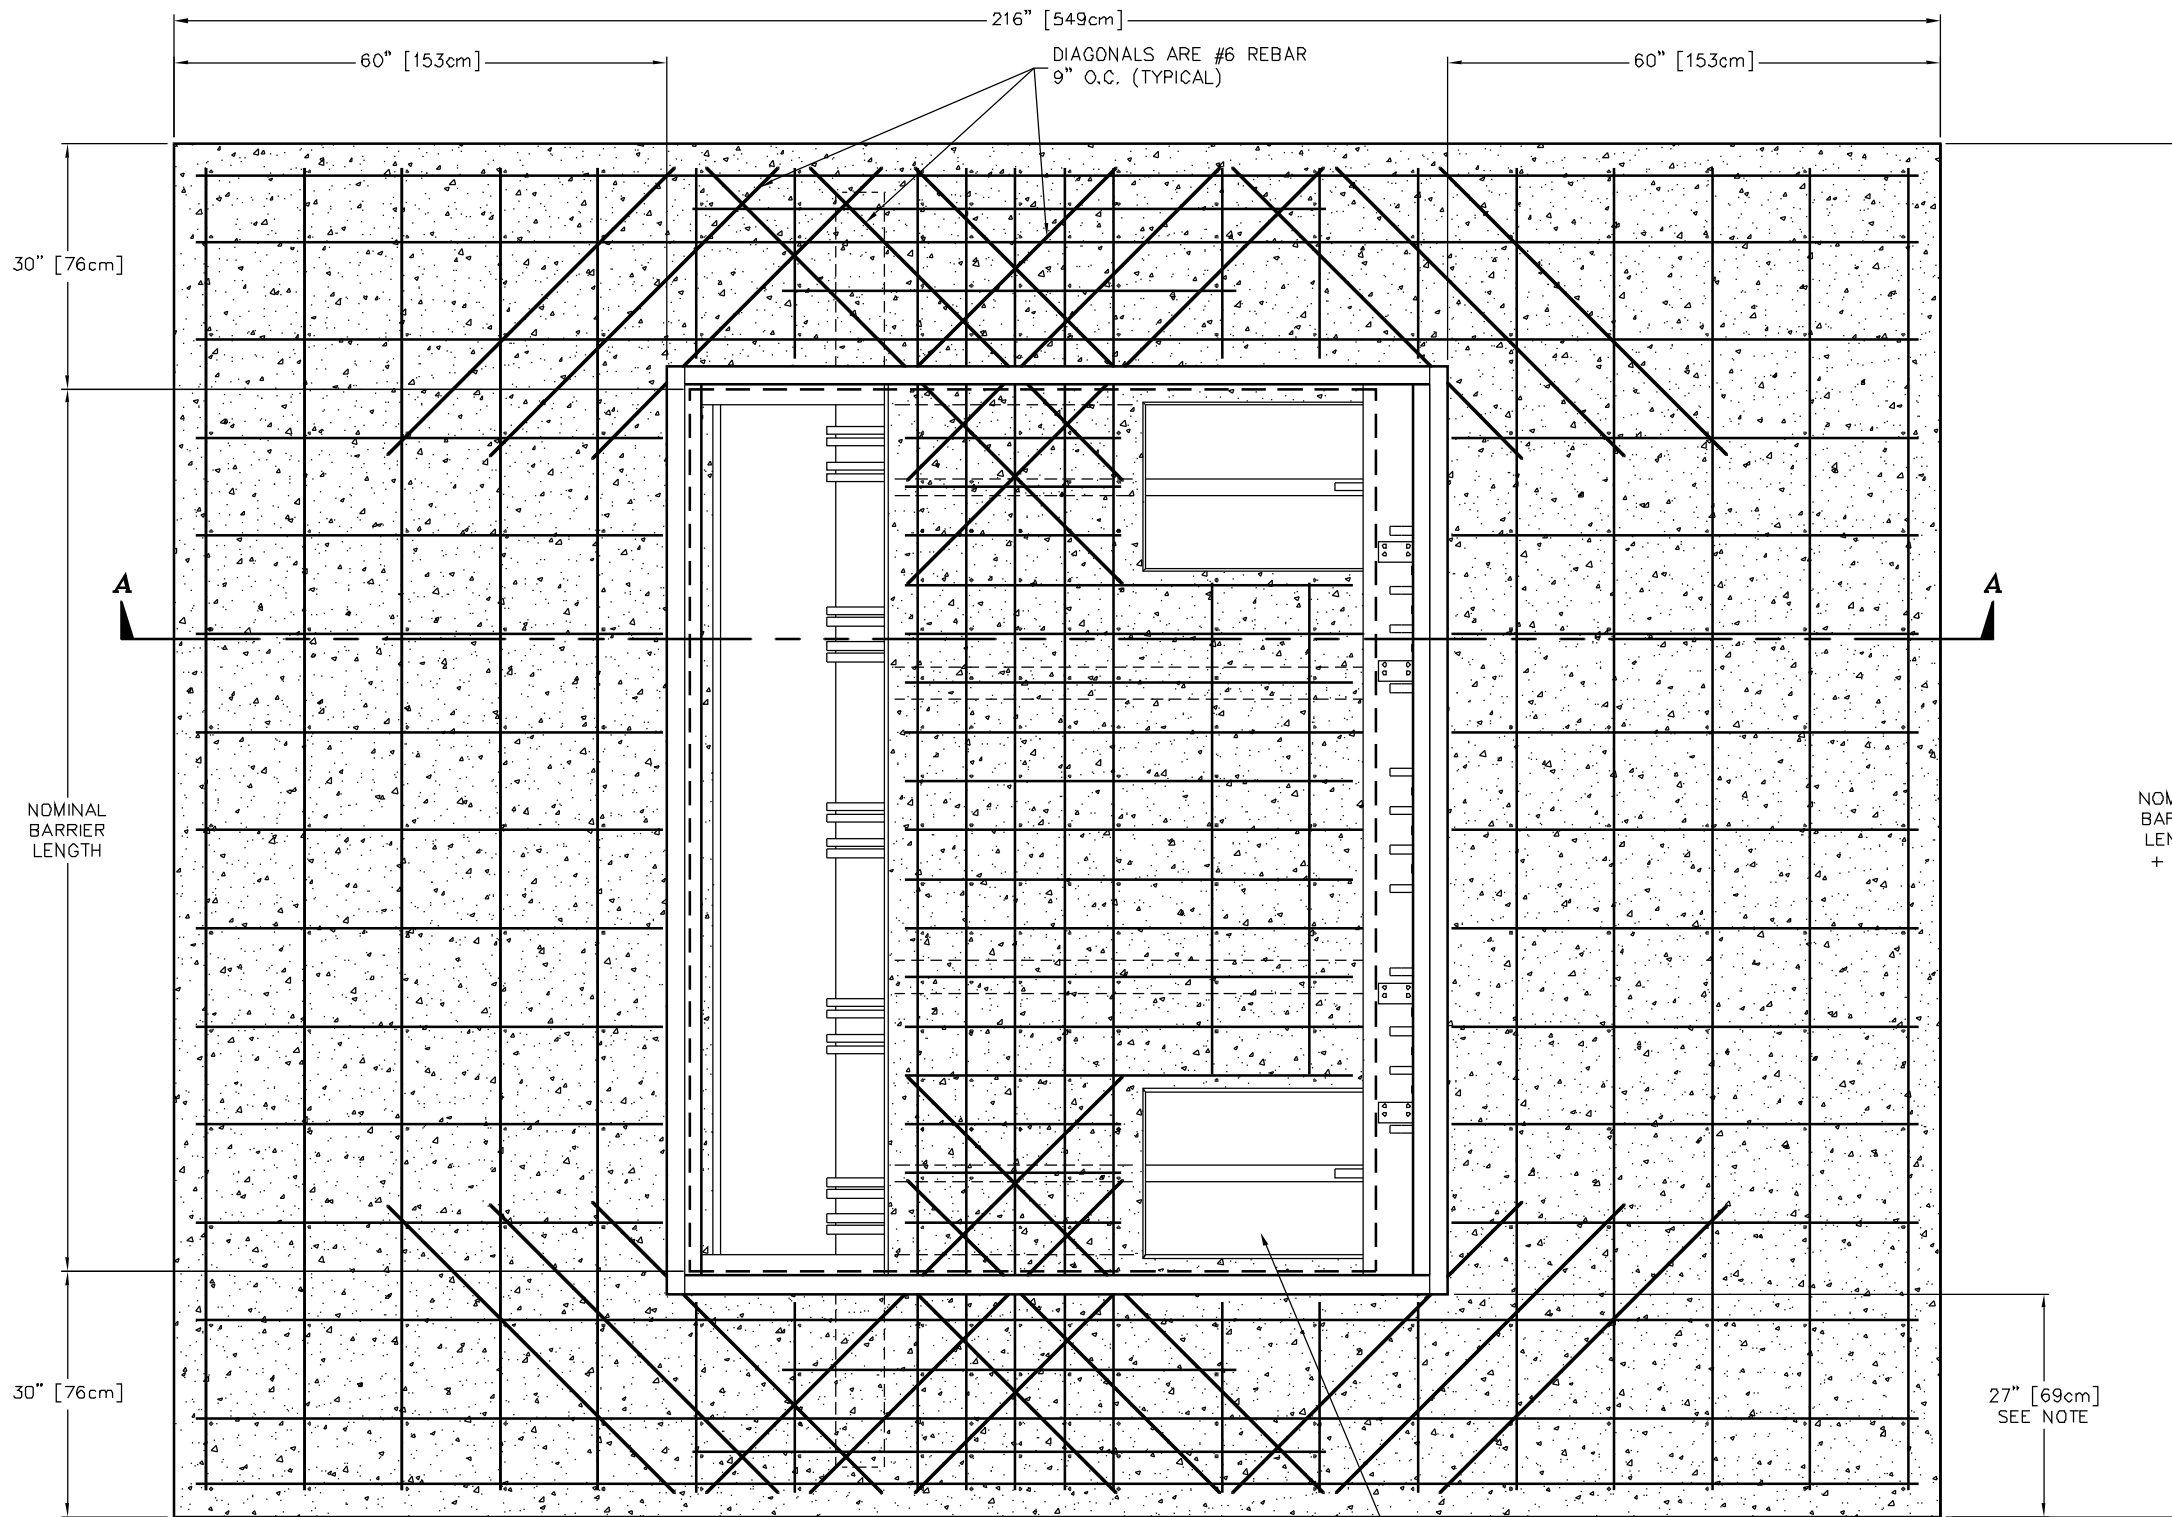 216" [549cm]
60" [153cm]
DIAGONALS ARE #6 REBAR
9" O.C. (TYPICAL)
60" [153cm]
30" [76cm]
A
A
NOMINAL
BARRIER
LENGTH
+
30" [76cm]
27" [69cm]
SEE NOTE